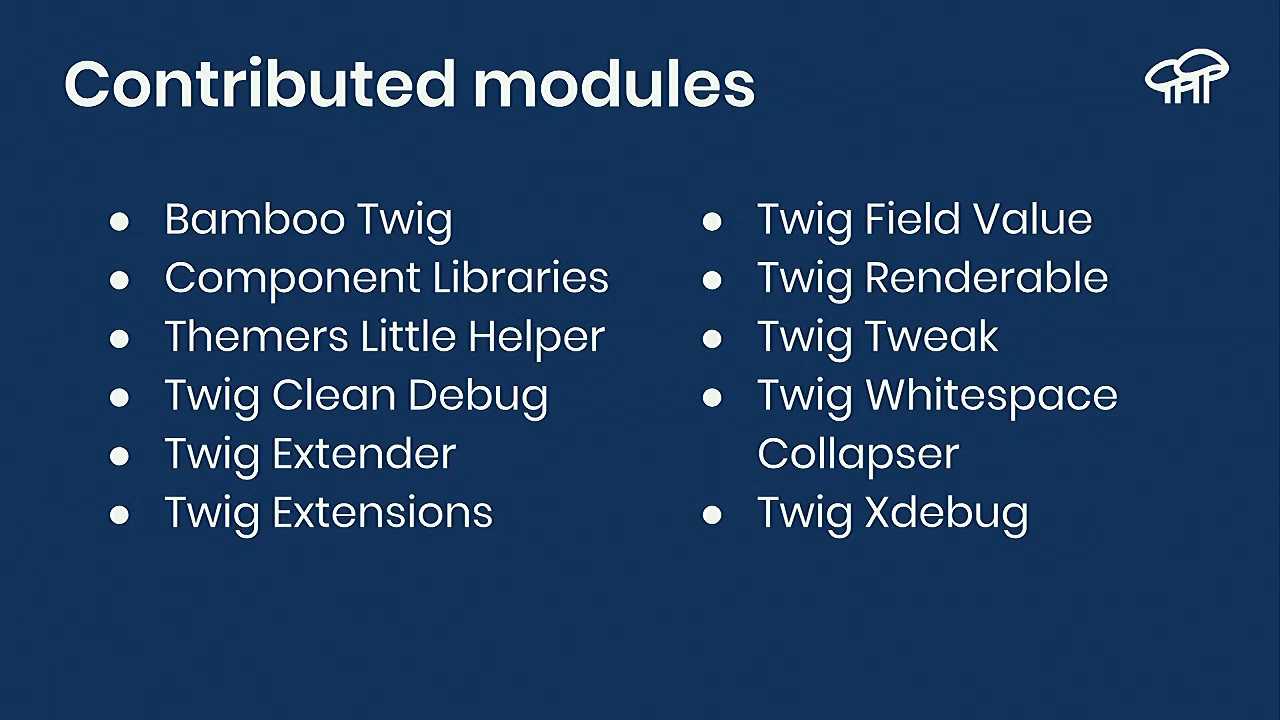 Contributed modules
● Bamboo Twig
● Component Libraries
● Themers Little Helper
● Twig Clean Debug
● Twig Extender
● Twig Extensions
● Twig Field Value
● Twig Renderable
● Twig Tweak
● Twig Whitespace
Collapser
● Twig Xdebug